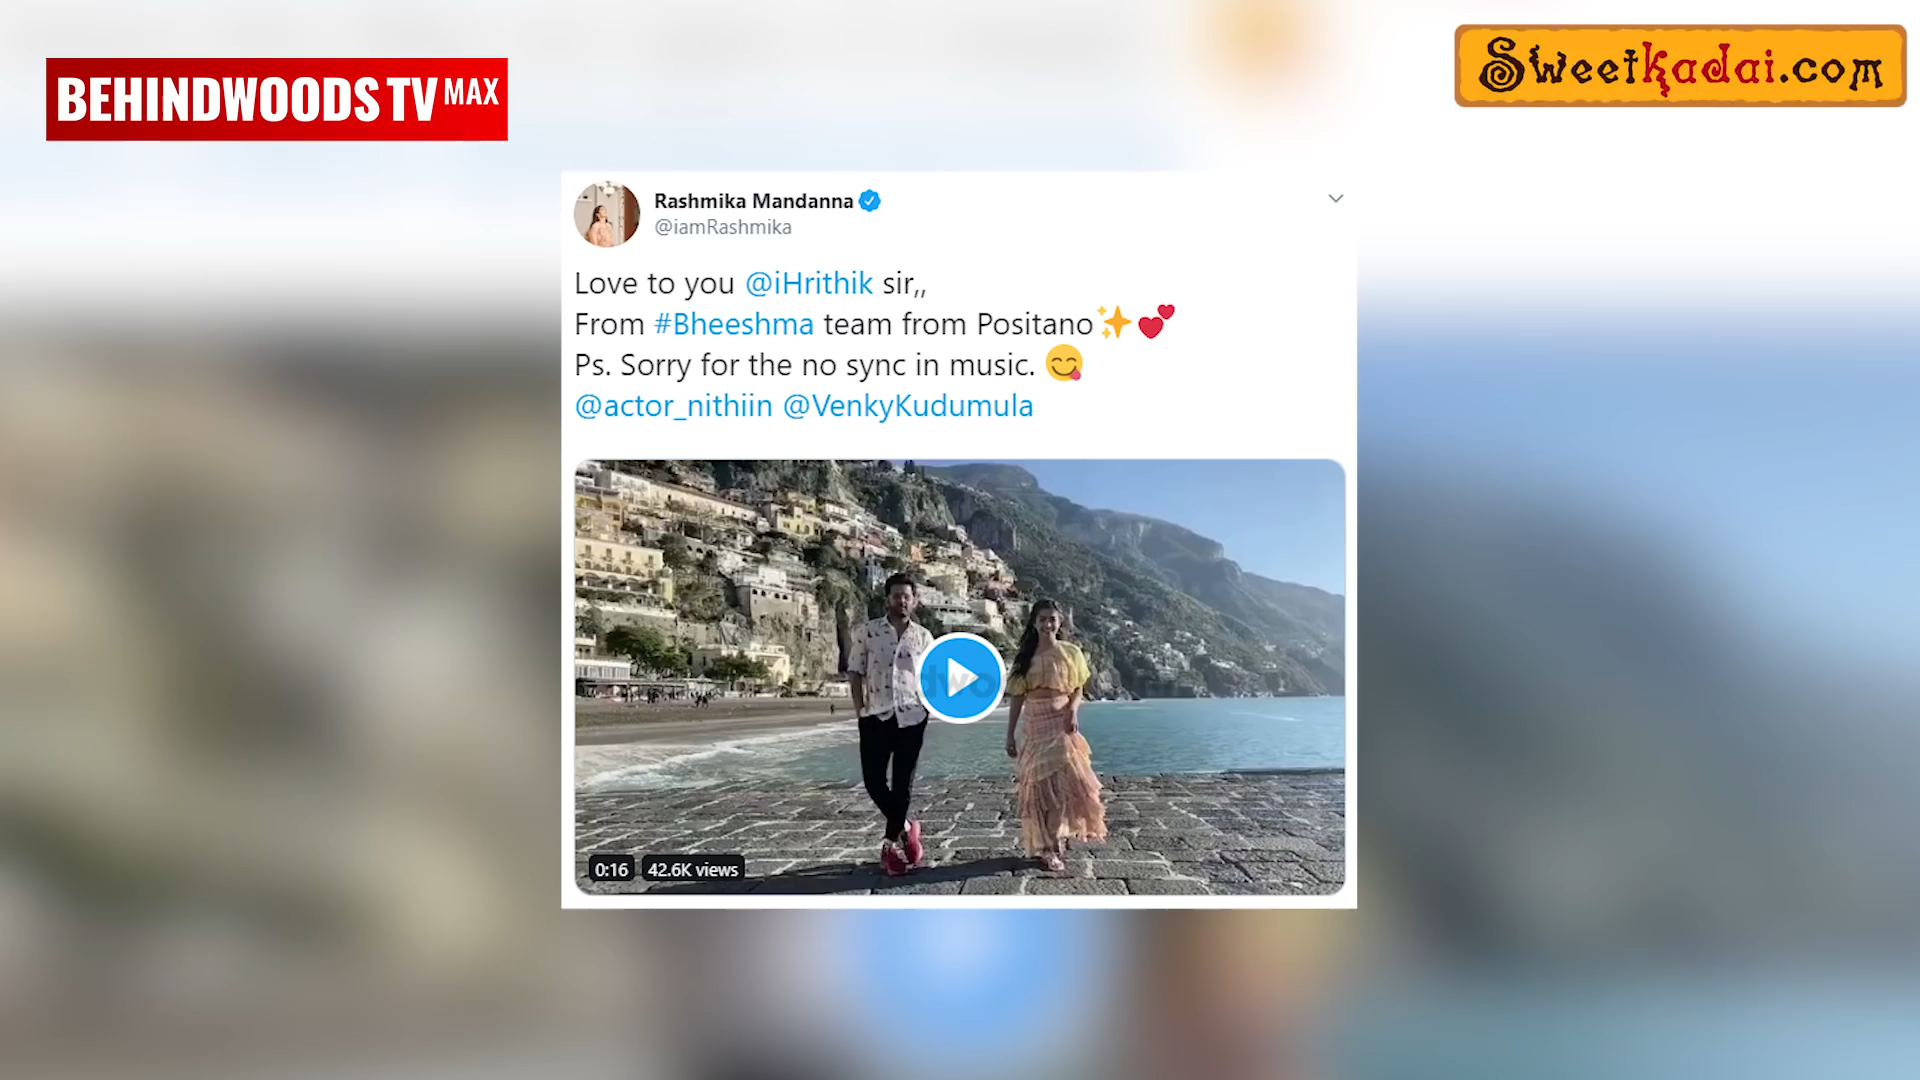 BEHINDWOODS TV MAX
Sweetkadai.com
Rashmika Mandanna
@iamRashmika
Love to you @iHrithik sir,,
From #Bheeshma team from Positano✨💕
Ps. Sorry for the no sync in music. 😋
@actor_nithiin @VenkyKudumula
0:16 42.6K views